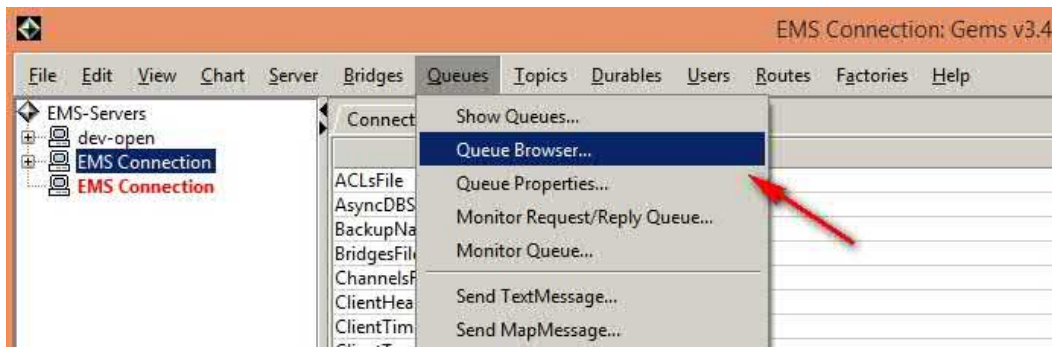 EMS Connection: Gems v3.4
File Edit View Chart Server Bridges Queues Topics Durables Users Routes Factories Help
EMS-Servers
dev-open
EMS Connection
EMS Connection
Connect
ACLsFile
AsyncDBS
BackupNa
BridgesFile
ChannelsF
ClientHea
ClientTim
Show Queues...
Queue Browser...
Queue Properties...
Monitor Request/Reply Queue...
Monitor Queue...
Send TextMessage...
Send MapMessage...